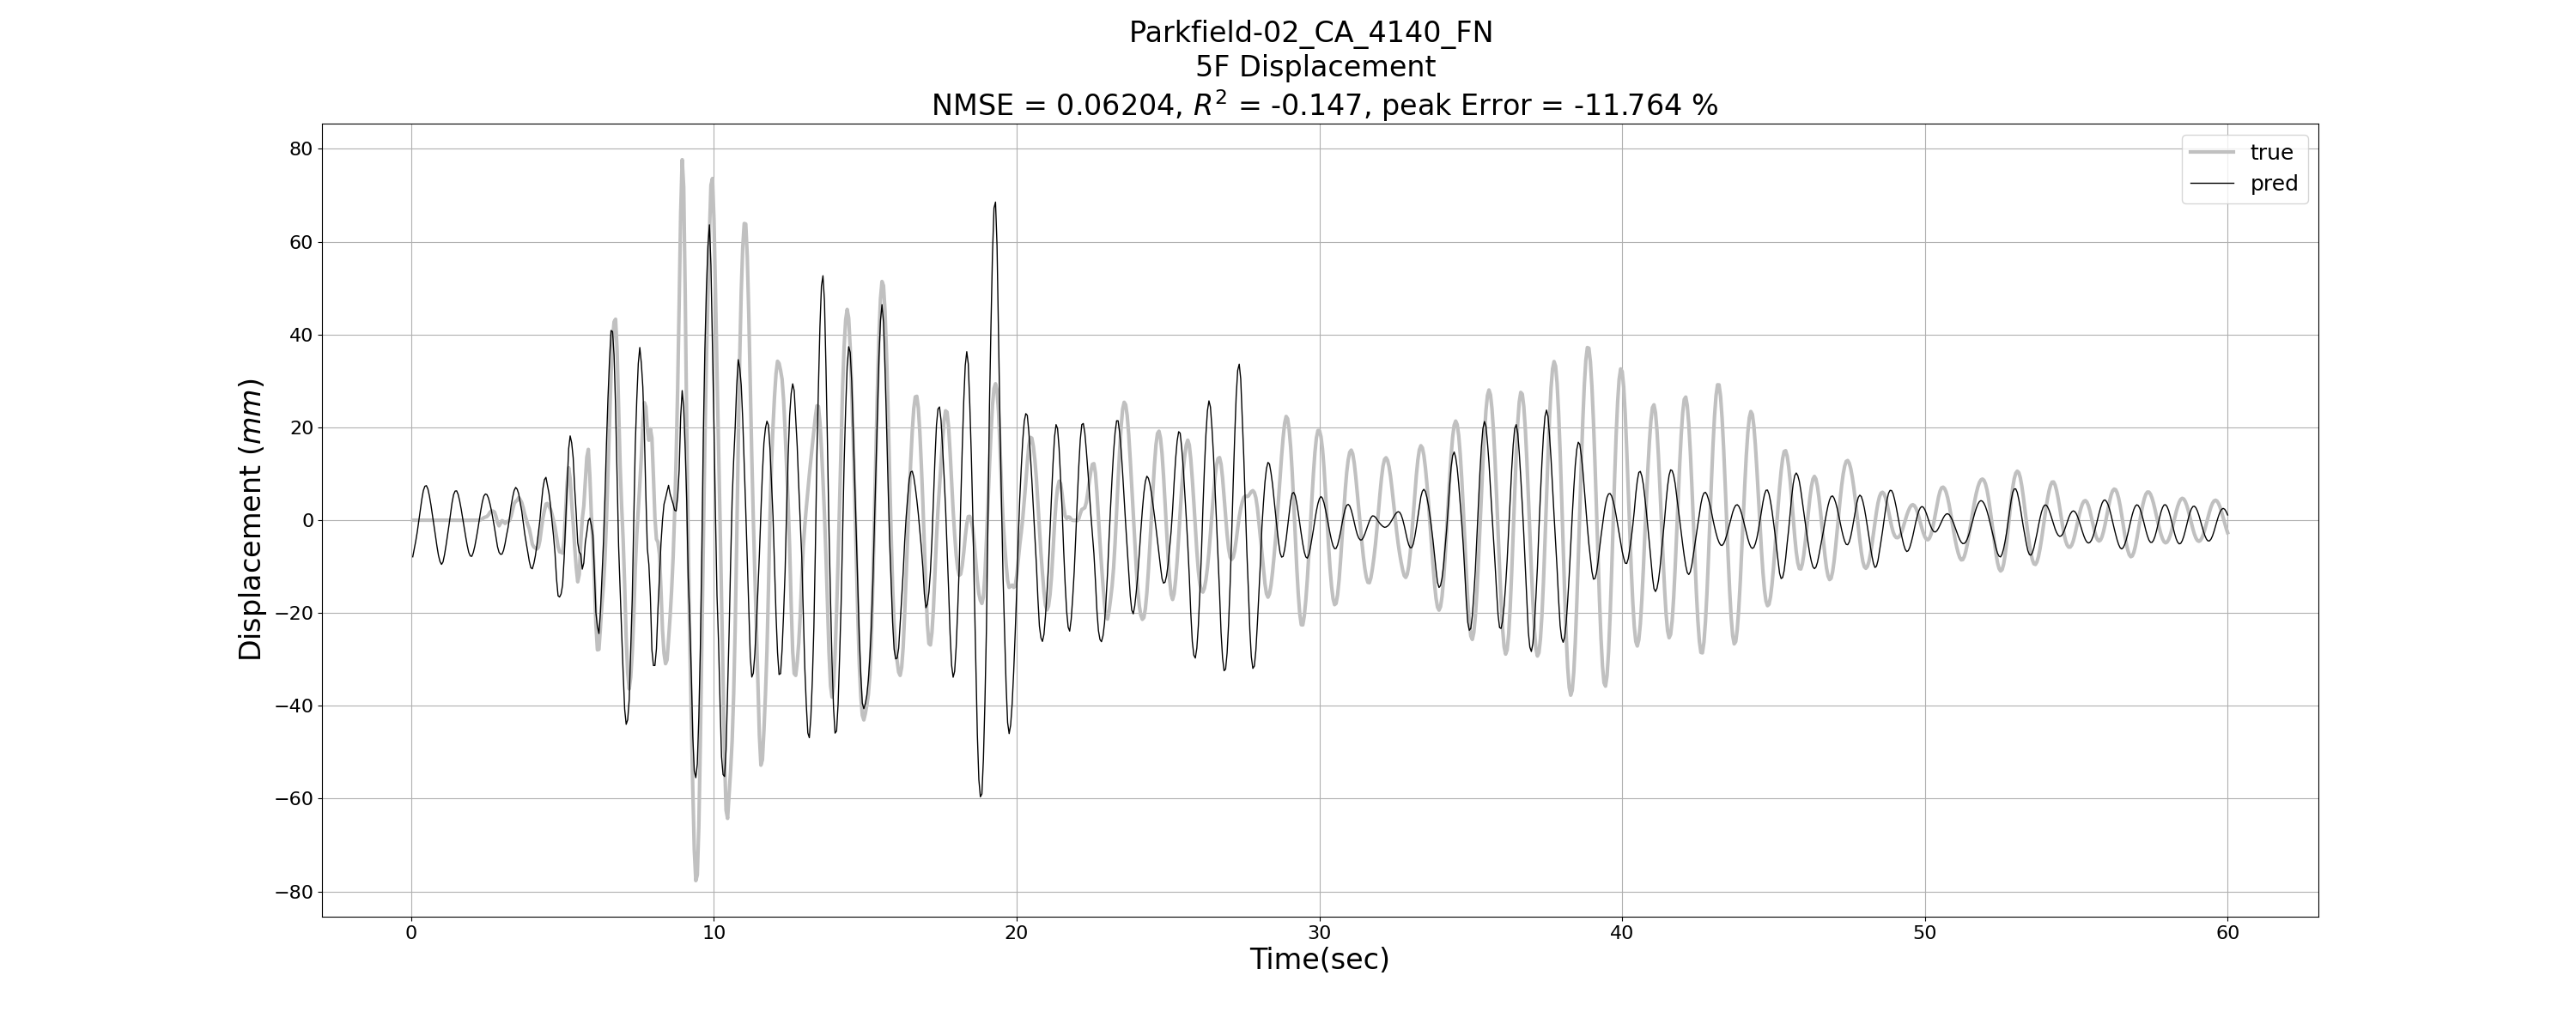 Parkfield-02_CA_4140_FN
5F Displacement
NMSE = 0.06204, R² = -0.147, peak Error = -11.764 %
true
pred
Displacement (mm)
80
60
40
20
0
−20
−40
−60
−80
0 10 20 30 40 50 60
Time(sec)